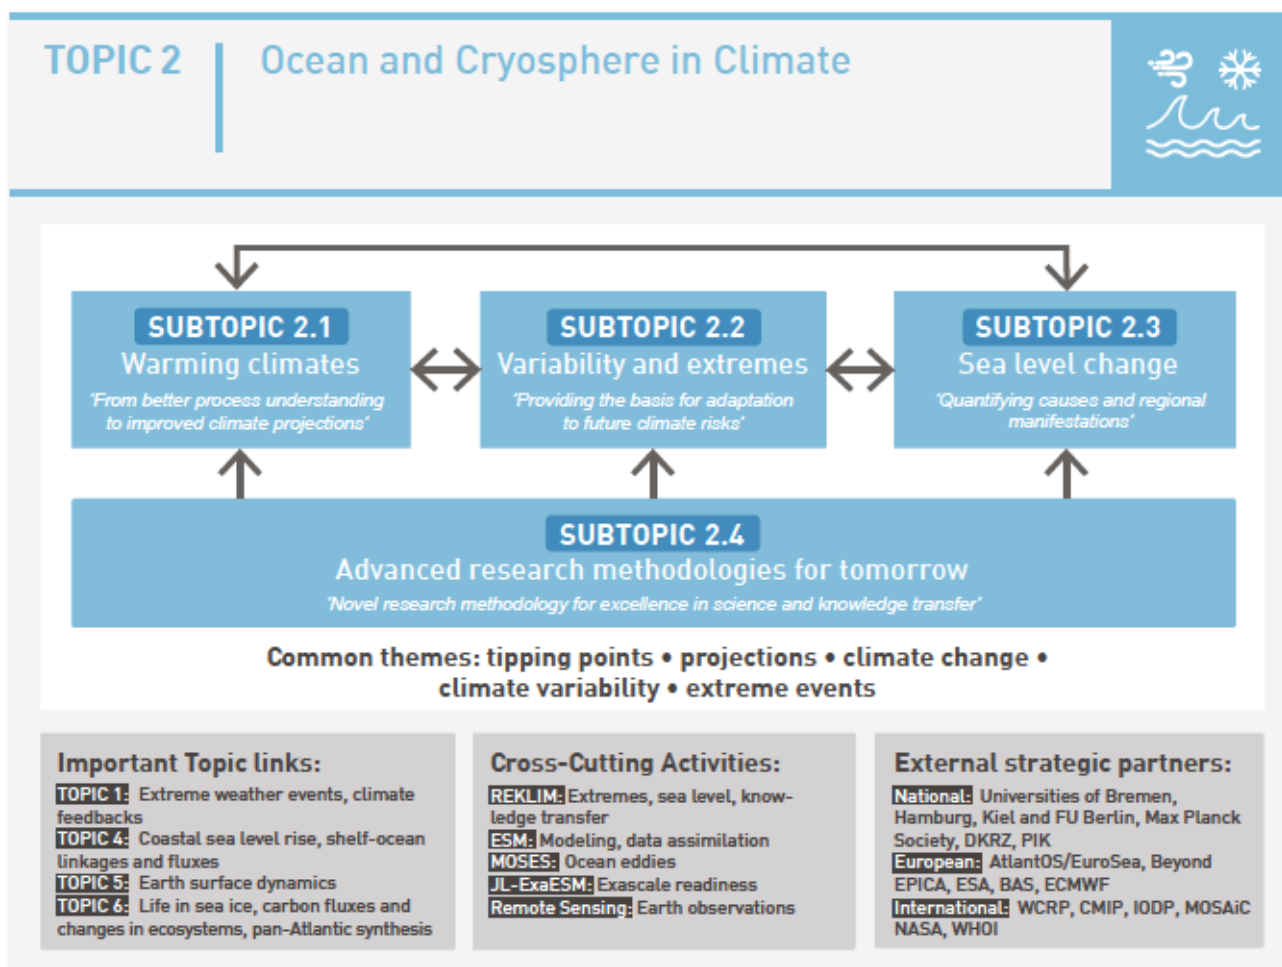 TOPIC 2
Ocean and Cryosphere in Climate
SUBTOPIC 2.1
Warming climates
'From better process understanding
to improved climate projections'
SUBTOPIC 2.2
Variability and extremes
'Providing the basis for adaptation
to future climate risks'
SUBTOPIC 2.3
Sea level change
'Quantifying causes and regional
manifestations'
SUBTOPIC 2.4
Advanced research methodologies for tomorrow
'Novel research methodology for excellence in science and knowledge transfer'
Common themes: tipping points • projections • climate change •
climate variability • extreme events
Important Topic links:
TOPIC 1: Extreme weather events, climate
feedbacks
TOPIC 4: Coastal sea level rise, shelf-ocean
linkages and fluxes
TOPIC 5: Earth surface dynamics
TOPIC 6: Life in sea ice, carbon fluxes and
changes in ecosystems, pan-Atlantic synthesis
Cross-Cutting Activities:
REKLIM: Extremes, sea level, know-
ledge transfer
ESM: Modeling, data assimilation
MOSES: Ocean eddies
JL-ExaESM: Exascale readiness
Remote Sensing: Earth observations
External strategic partners:
National: Universities of Bremen,
Hamburg, Kiel and FU Berlin, Max Planck
Society, DKRZ, PIK
European: AtlantOS/EuroSea, Beyond
EPICA, ESA, BAS, ECMWF
International: WCRP, CMIP, IODP, MOSAiC
NASA, WHOI